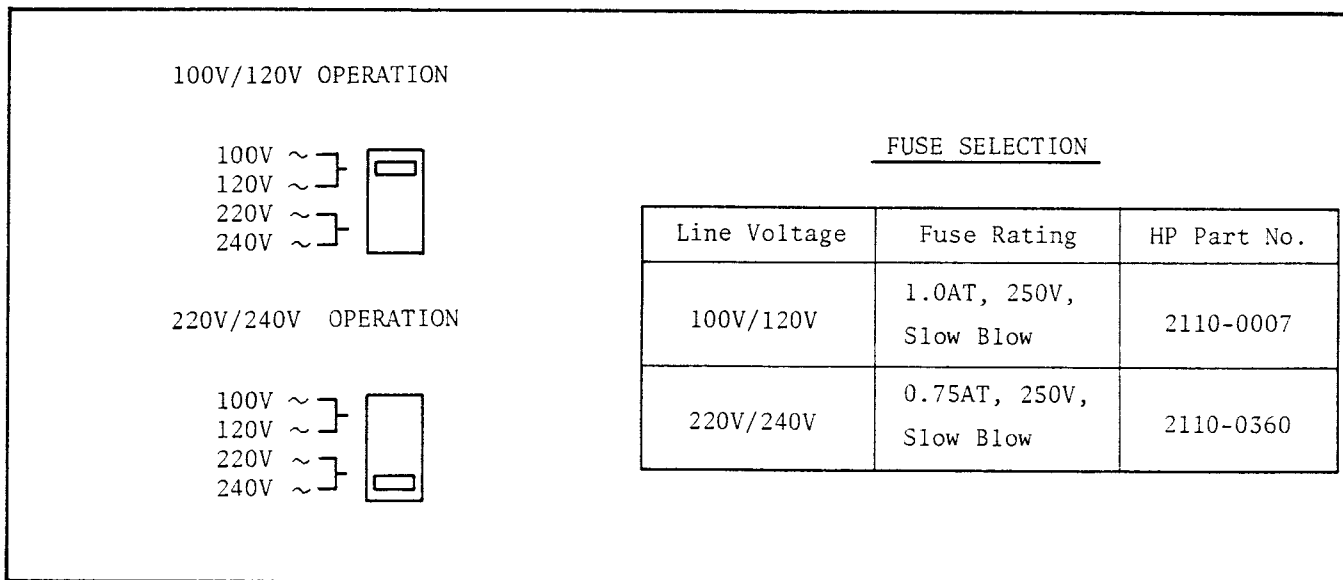 100V/120V OPERATION
100V ~
120V ~
220V ~
240V ~
220V/240V OPERATION
100V ~
120V ~
220V ~
240V ~
FUSE SELECTION
Line Voltage Fuse Rating HP Part No.
100V/120V 1.0AT, 250V, Slow Blow 2110-0007
220V/240V 0.75AT, 250V, Slow Blow 2110-0360